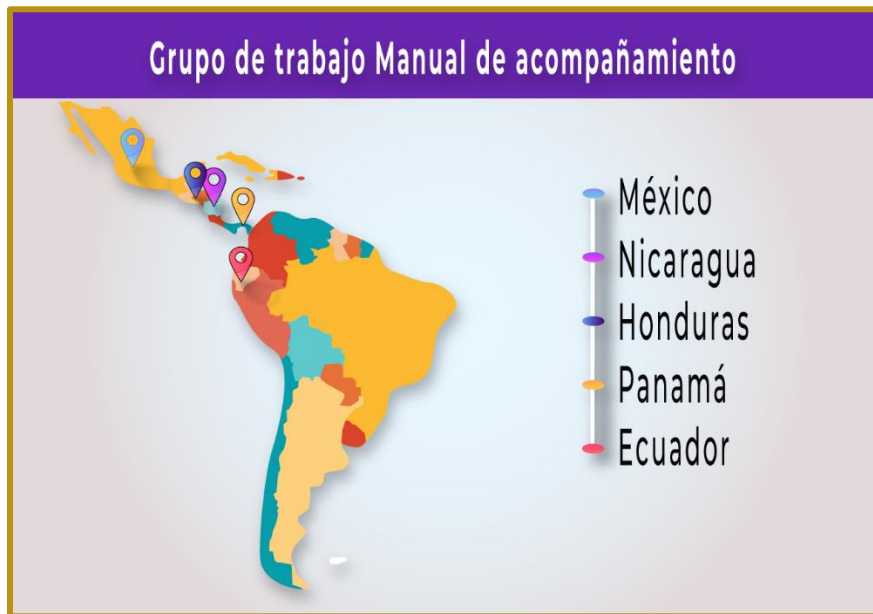 Grupo de trabajo Manual de acompañamiento
México
Nicaragua
Honduras
Panamá
Ecuador